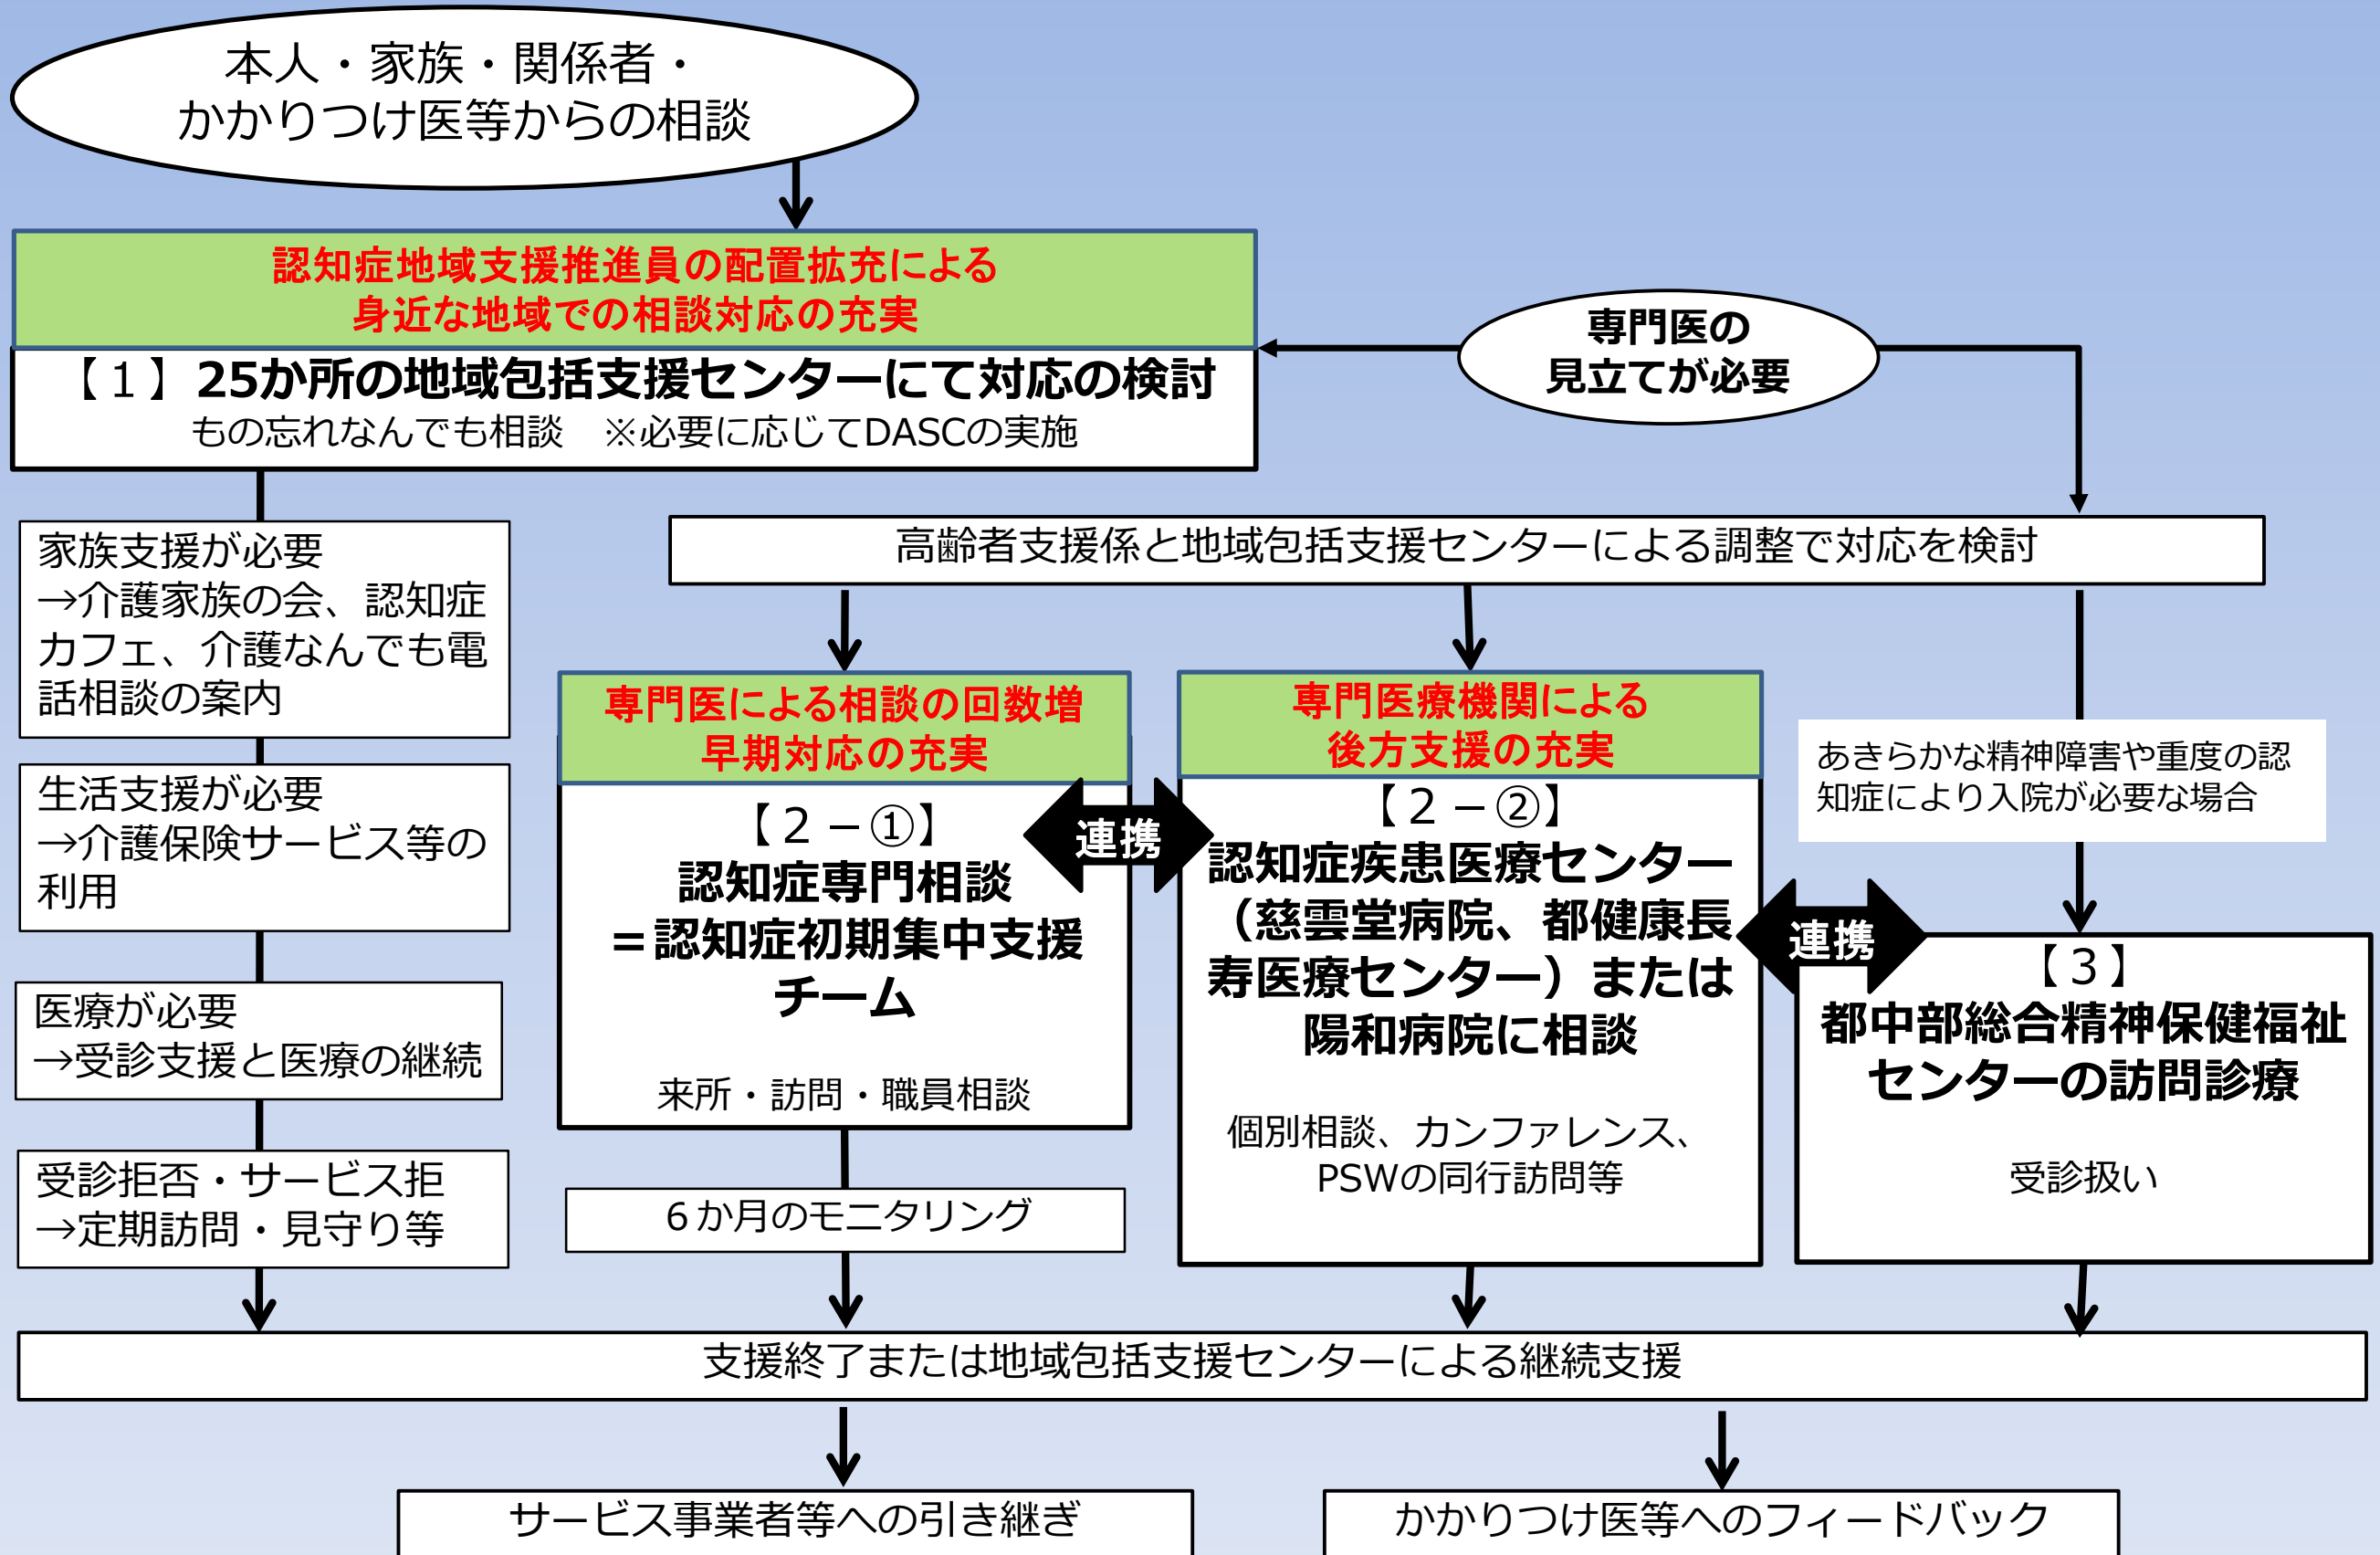 本人・家族・関係者・
かかりつけ医等からの相談
認知症地域支援推進員の配置拡充による
身近な地域での相談対応の充実
【１】25か所の地域包括支援センターにて対応の検討
もの忘れなんでも相談　※必要に応じてDASCの実施
専門医の
見立てが必要
高齢者支援係と地域包括支援センターによる調整で対応を検討
家族支援が必要
→介護家族の会、認知症
カフェ、介護なんでも電
話相談の案内
生活支援が必要
→介護保険サービス等の
利用
医療が必要
→受診支援と医療の継続
受診拒否・サービス拒
→定期訪問・見守り等
専門医による相談の回数増
早期対応の充実
【２－①】
認知症専門相談
＝認知症初期集中支援
チーム
来所・訪問・職員相談
６か月のモニタリング
連携
専門医療機関による
後方支援の充実
【２－②】
認知症疾患医療センター
（慈雲堂病院、都健康長
寿医療センター）または
陽和病院に相談
個別相談、カンファレンス、
PSWの同行訪問等
連携
あきらかな精神障害や重度の認
知症により入院が必要な場合
【３】
都中部総合精神保健福祉
センターの訪問診療
受診扱い
支援終了または地域包括支援センターによる継続支援
サービス事業者等への引き継ぎ
かかりつけ医等へのフィードバック